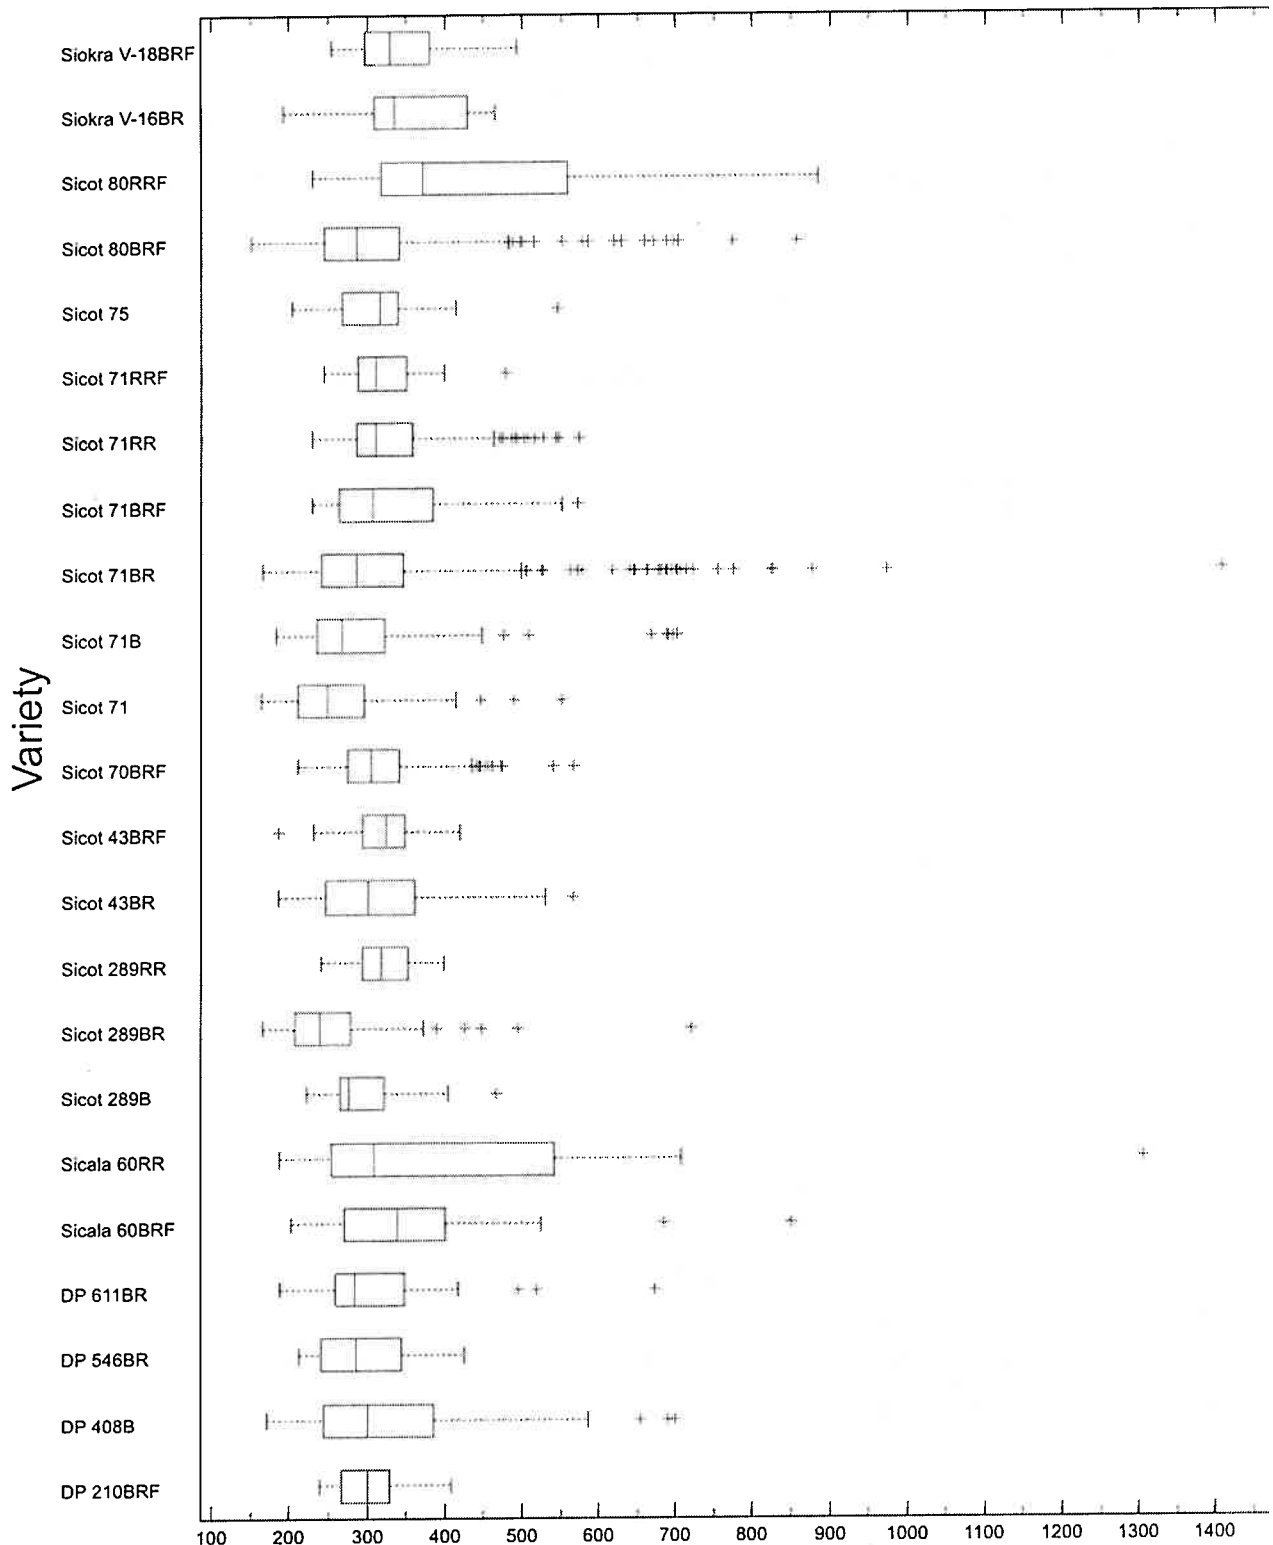 Siokra V-18BRF
Siokra V-16BR
Sicot 80RRF
Sicot 80BRF
Sicot 75
Sicot 71RRF
Sicot 71RR
Sicot 71BRF
Sicot 71BR
Sicot 71B
Sicot 71
Sicot 70BRF
Sicot 43BRF
Sicot 43BR
Sicot 289RR
Sicot 289BR
Sicot 289B
Sicala 60RR
Sicala 60BRF
DP 611BR
DP 546BR
DP 408B
DP 210BRF
Variety
100 200 300 400 500 600 700 800 900 1000 1100 1200 1300 1400